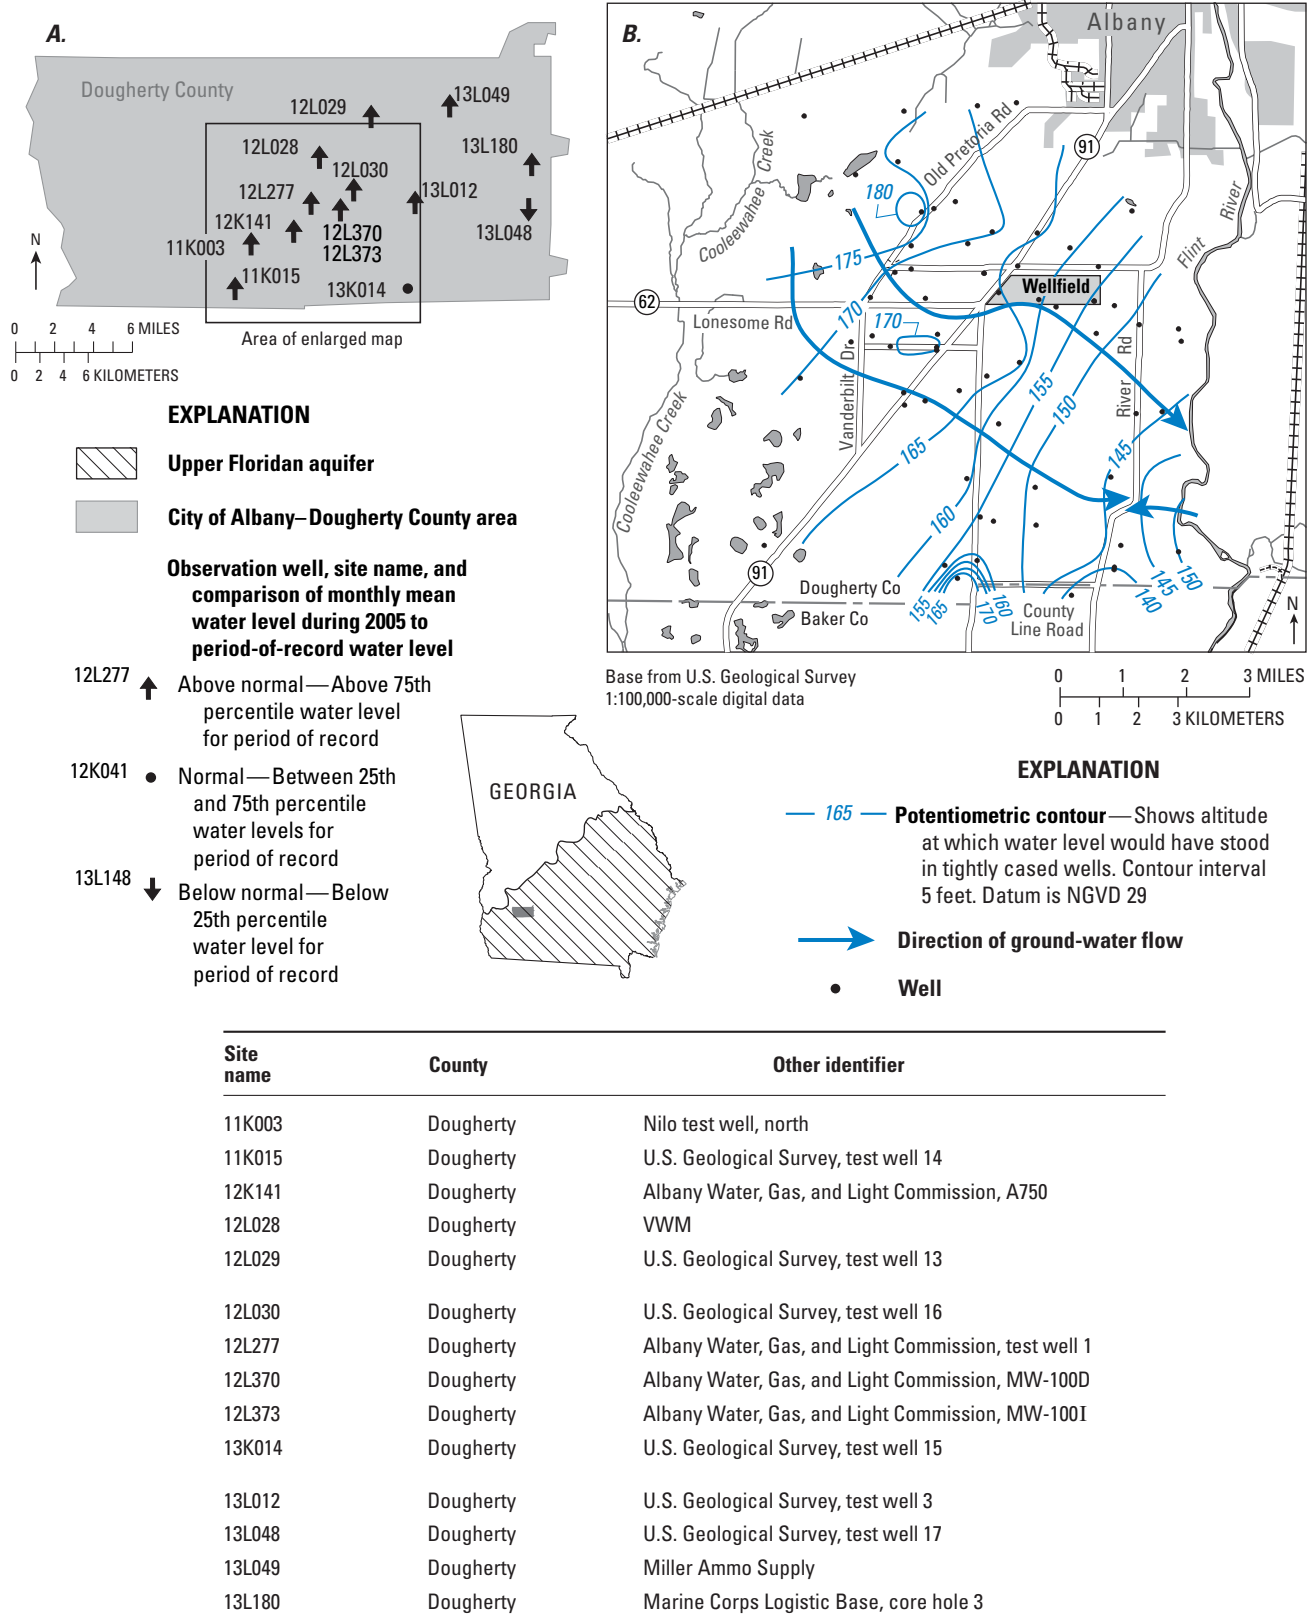 A.
Dougherty County
12L029
13L049
12L028
13L180
12L030
12L277
13L012
12K141
12L370
13L048
11K003
12L373
11K015
13K014
N
0 2 4 6 MILES
0 2 4 6 KILOMETERS
Area of enlarged map
B.
Albany
Old Pretoria Rd
91
Cooleewahee Creek
180
River
Flint
175
Wellfield
62
Lonesome Rd
170
170
Vanderbilt Dr
River Rd
155
150
Cooleewahee Creek
165
145
160
91
Dougherty Co
Baker Co
155
165
160
170
County
Line Road
145
150
140
N
Base from U.S. Geological Survey
1:100,000-scale digital data
0 1 2 3 MILES
0 1 2 3 KILOMETERS
EXPLANATION
Upper Floridan aquifer
City of Albany–Dougherty County area
Observation well, site name, and
comparison of monthly mean
water level during 2005 to
period-of-record water level
12L277
Above normal—Above 75th
percentile water level
for period of record
12K041
Normal—Between 25th
and 75th percentile
water levels for
period of record
13L148
Below normal—Below
25th percentile
water level for
period of record
GEORGIA
EXPLANATION
165 Potentiometric contour—Shows altitude
at which water level would have stood
in tightly cased wells. Contour interval
5 feet. Datum is NGVD 29
Direction of ground-water flow
Well
Site
name County Other identifier
11K003 Dougherty Nilo test well, north
11K015 Dougherty U.S. Geological Survey, test well 14
12K141 Dougherty Albany Water, Gas, and Light Commission, A750
12L028 Dougherty VWM
12L029 Dougherty U.S. Geological Survey, test well 13
12L030 Dougherty U.S. Geological Survey, test well 16
12L277 Dougherty Albany Water, Gas, and Light Commission, test well 1
12L370 Dougherty Albany Water, Gas, and Light Commission, MW-100D
12L373 Dougherty Albany Water, Gas, and Light Commission, MW-100I
13K014 Dougherty U.S. Geological Survey, test well 15
13L012 Dougherty U.S. Geological Survey, test well 3
13L048 Dougherty U.S. Geological Survey, test well 17
13L049 Dougherty Miller Ammo Supply
13L180 Dougherty Marine Corps Logistic Base, core hole 3